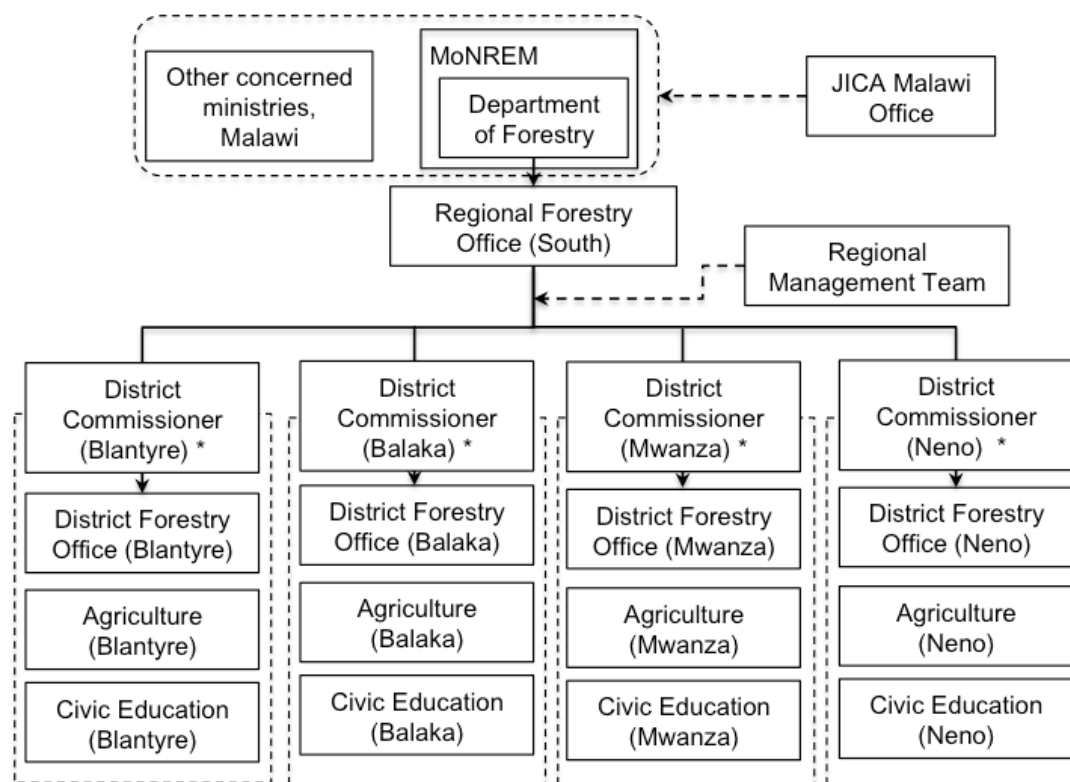 Other concerned
ministries,
Malawi
MoNREM
Department
of Forestry
JICA Malawi
Office
Regional Forestry
Office (South)
Regional
Management Team
District
Commissioner
(Blantyre) *
District
Commissioner
(Balaka) *
District
Commissioner
(Mwanza) *
District
Commissioner
(Neno) *
District Forestry
Office (Blantyre)
District Forestry
Office (Balaka)
District Forestry
Office (Mwanza)
District Forestry
Office (Neno)
Agriculture
(Blantyre)
Agriculture
(Balaka)
Agriculture
(Mwanza)
Agriculture
(Neno)
Civic Education
(Blantyre)
Civic Education
(Balaka)
Civic Education
(Mwanza)
Civic Education
(Neno)